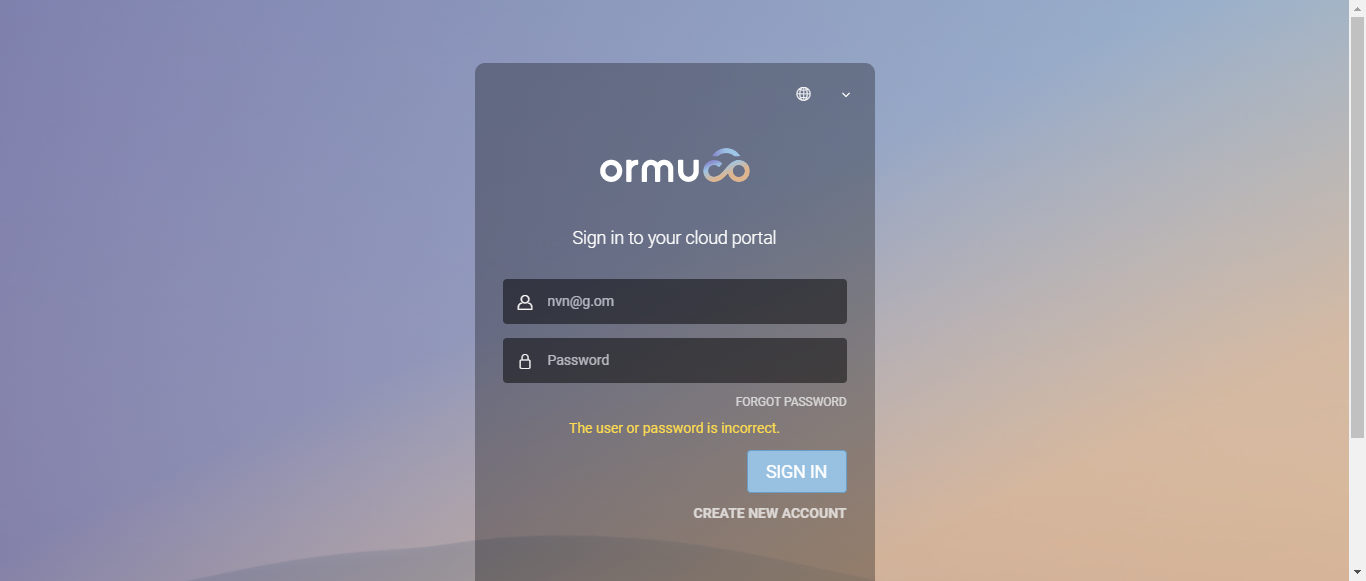 ormuco
Sign in to your cloud portal
nvn@g.om
Password
FORGOT PASSWORD
The user or password is incorrect.
SIGN IN
CREATE NEW ACCOUNT